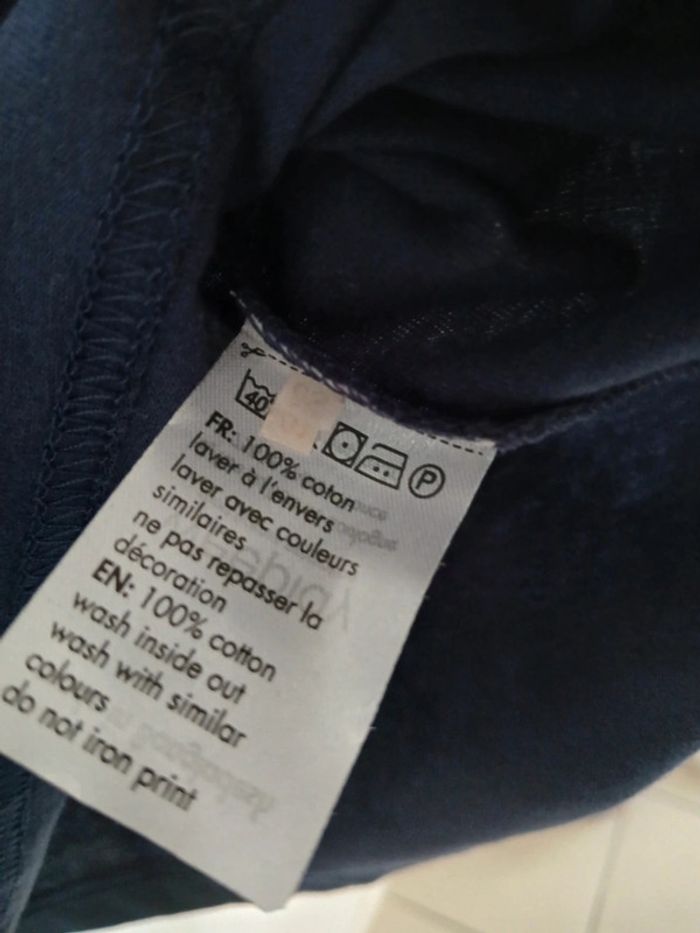 40
P
FR: 100% coton
laver à l'envers
laver avec couleurs
similaires
ne pas repasser la
décoration
EN: 100% cotton
wash inside out
wash with similar
colours
do not iron print